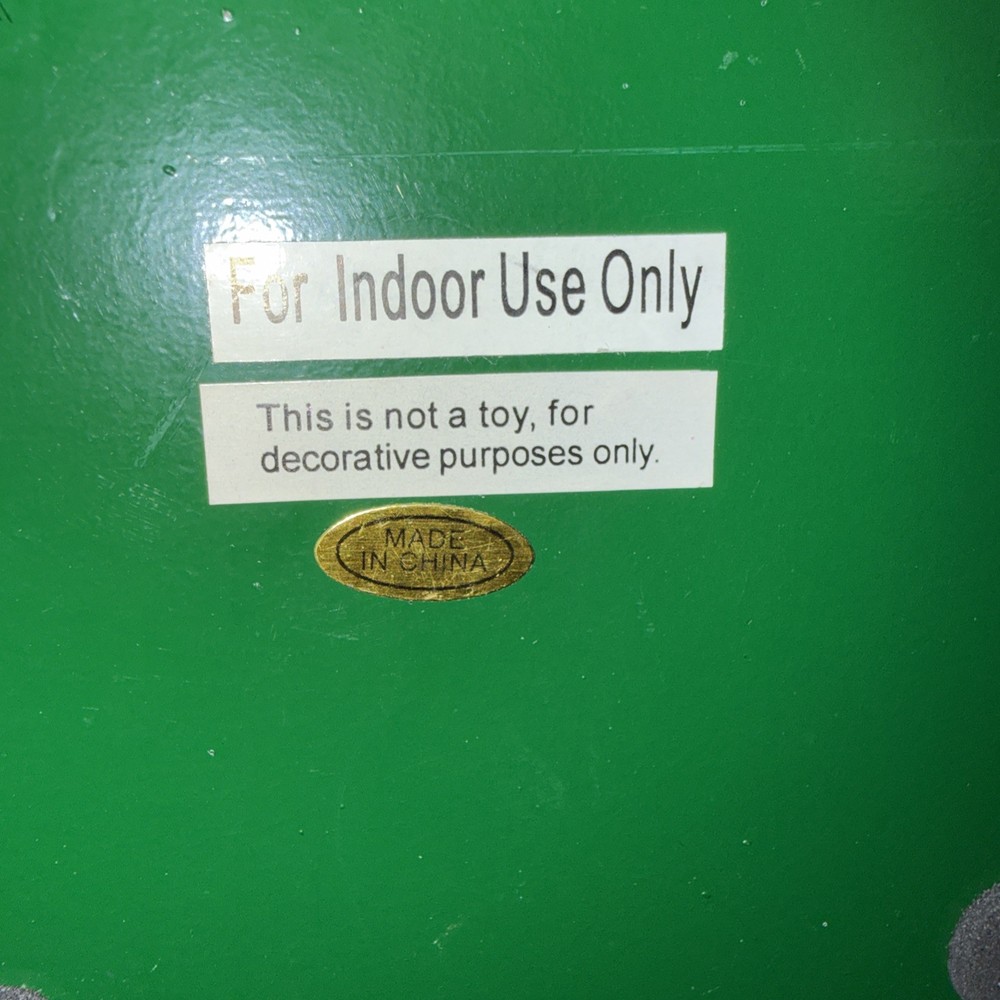 For Indoor Use Only
This is not a toy, for
decorative purposes only.
MADE
IN CHINA